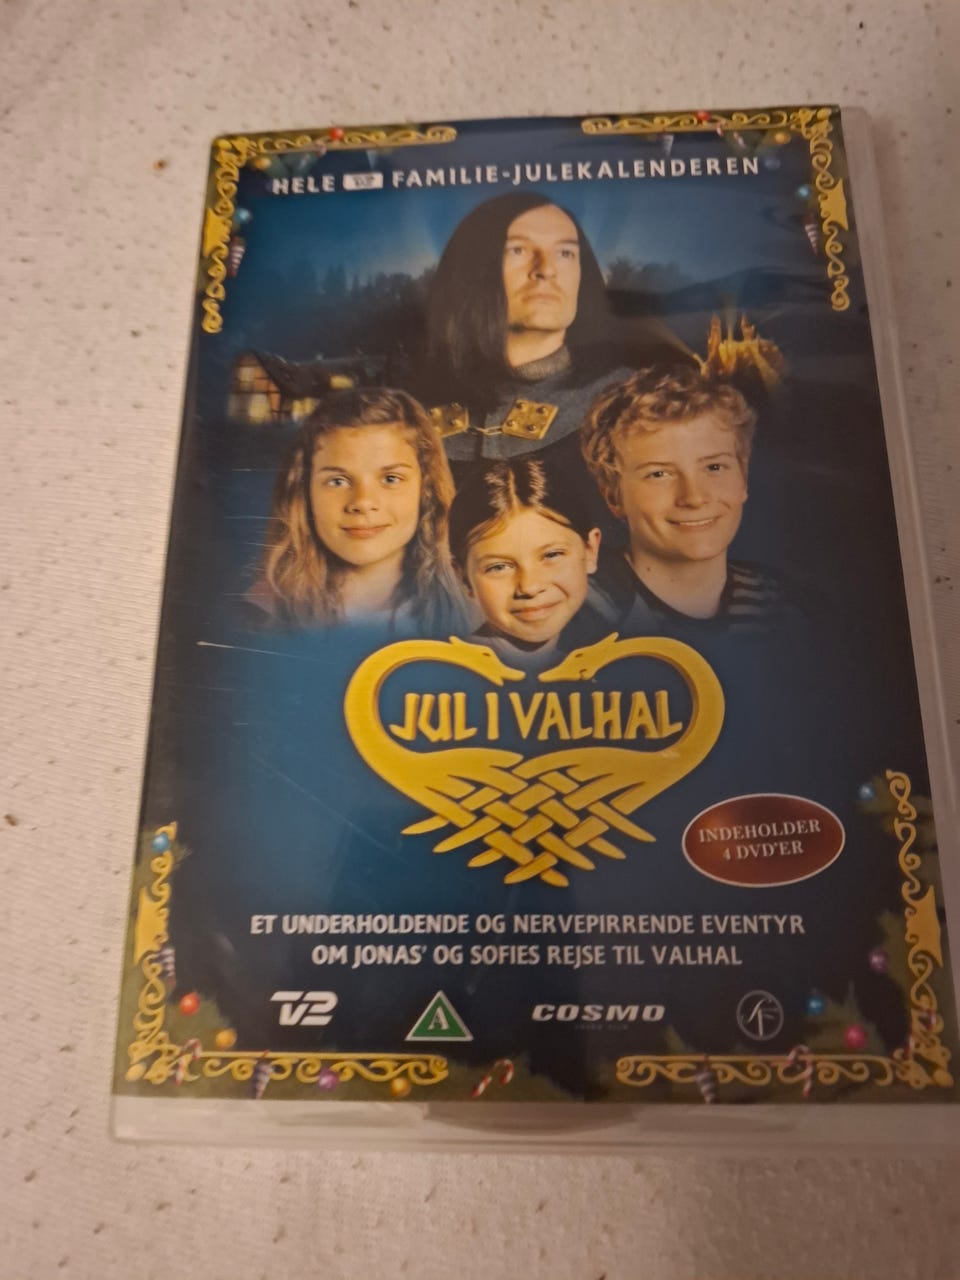 HELE TV2 FAMILIE-JULEKALENDEREN
JUL I VALHAL
INDEHOLDER
4 DVD'ER
ET UNDERHOLDENDE OG NERVEPIRRENDE EVENTYR
OM JONAS' OG SOFIES REJSE TIL VALHAL
TV2
A
COSMO
SF